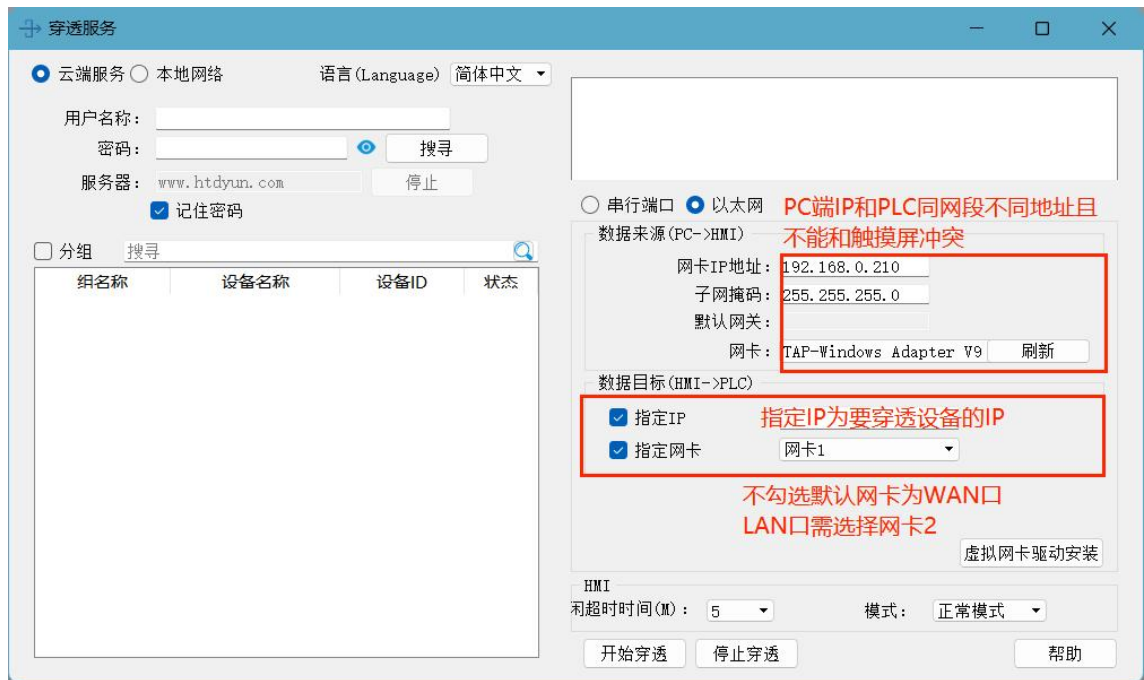 穿透服务
云端服务 本地网络 语言(Language) 简体中文
用户名称：
密码： 搜寻
服务器： www.htdyun.com 停止
记住密码
分组 搜寻
组名称 设备名称 设备ID 状态
串行端口 以太网 PC端IP和PLC同网段不同地址且
数据来源(PC->HMI) 不能和触摸屏冲突
网卡IP地址： 192.168.0.210
子网掩码： 255.255.255.0
默认网关：
网卡： TAP-Windows Adapter V9 刷新
数据目标(HMI->PLC)
指定IP 指定IP为要穿透设备的IP
指定网卡 网卡1
不勾选默认网卡为WAN口
LAN口需选择网卡2
虚拟网卡驱动安装
HMI
闲超时时间(M)： 5 模式： 正常模式
开始穿透 停止穿透 帮助